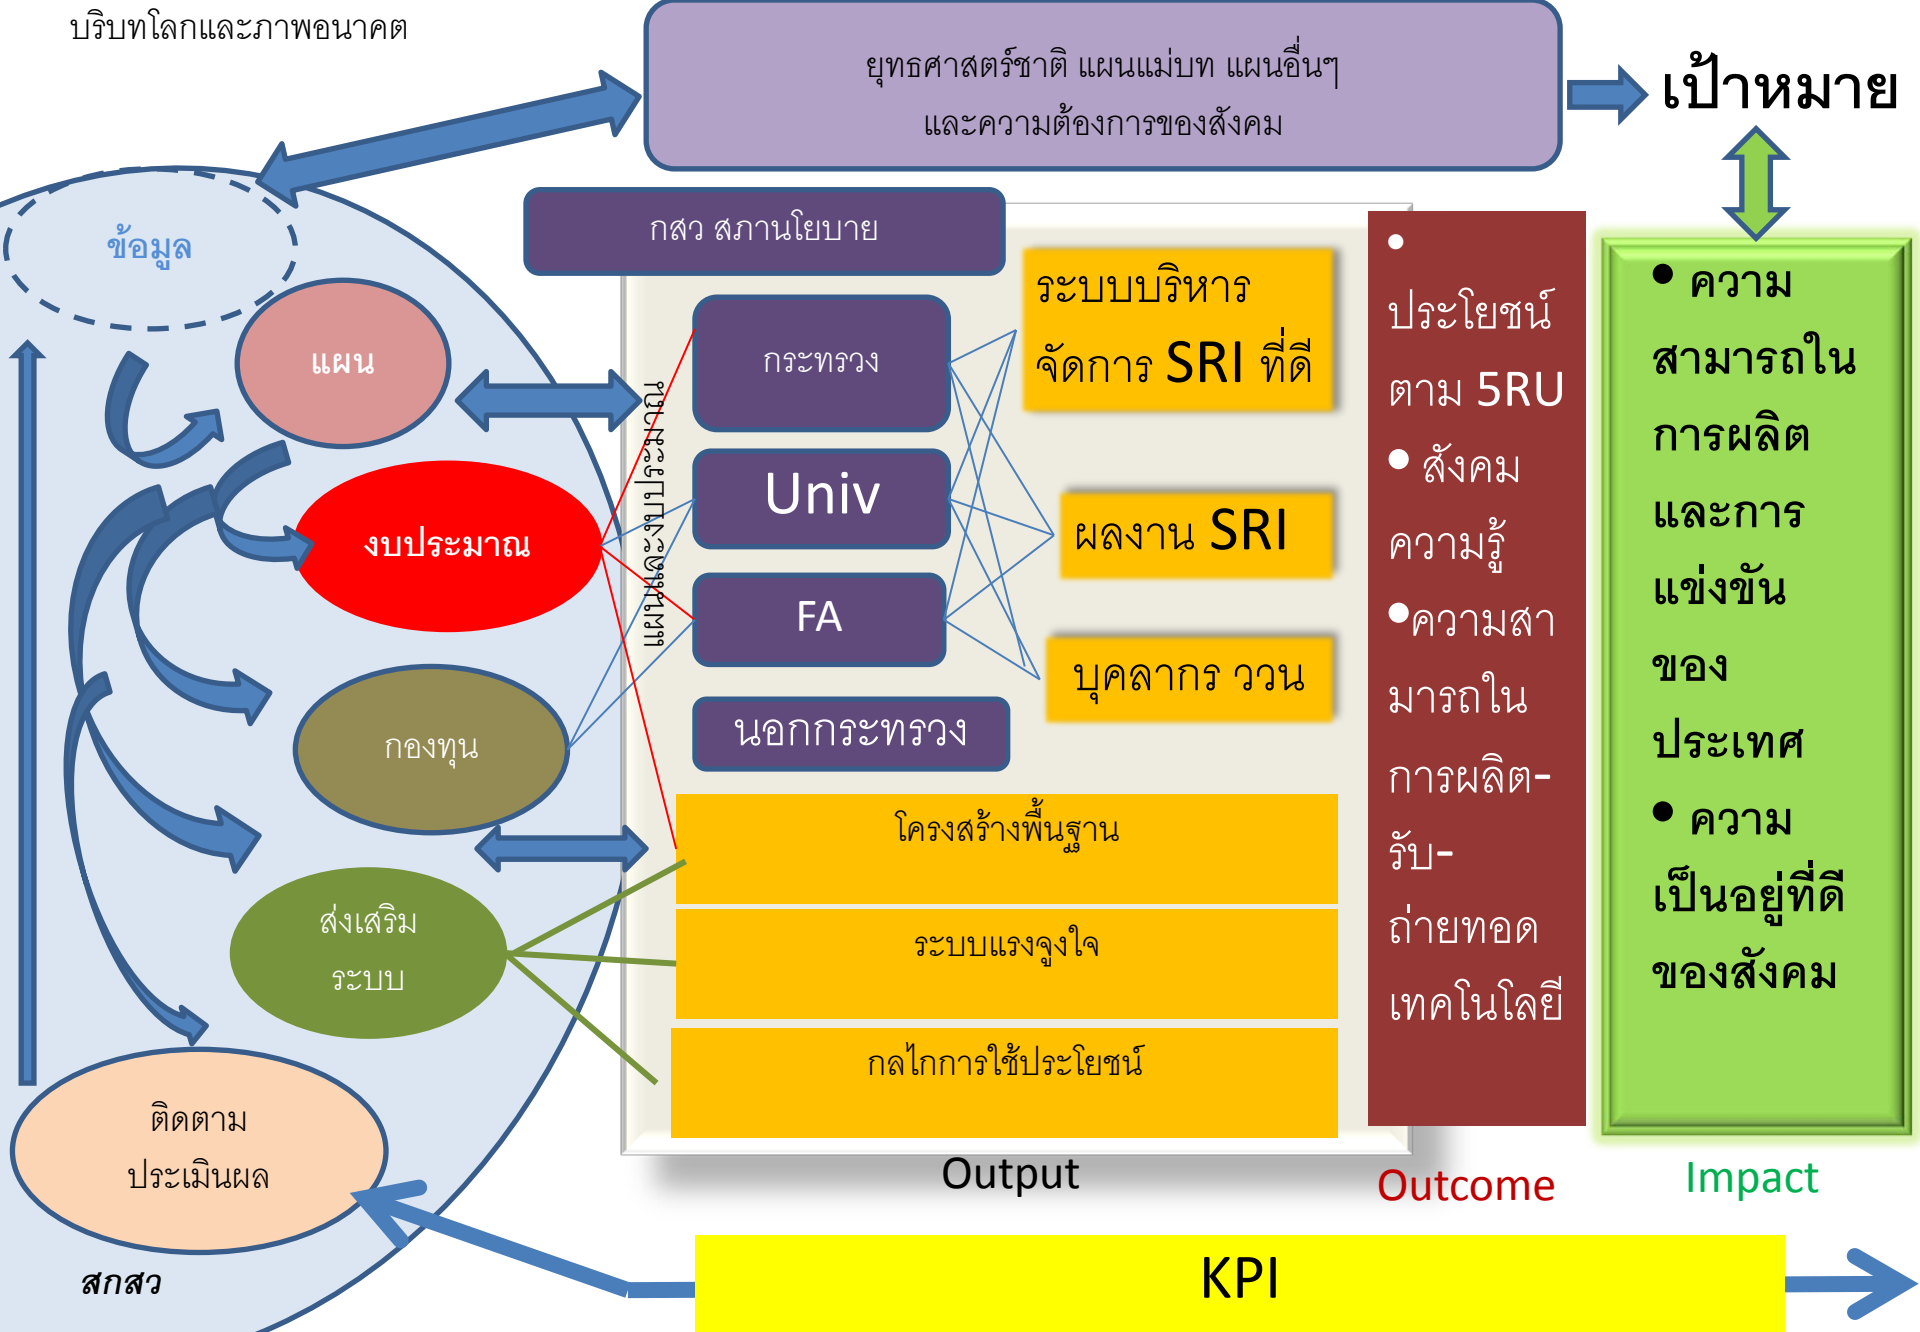 บริบทโลกและภาพอนาคต
ยุทธศาสตร์ชาติ แผนแม่บท แผนอื่นๆ
และความต้องการของสังคม
เป้าหมาย
ข้อมูล
แผน
งบประมาณ
กองทุน
ส่งเสริม
ระบบ
ติดตาม
ประเมินผล
สกสว
กสว สภานโยบาย
แผนและงบประมาณ
กระทรวง
Univ
FA
นอกกระทรวง
ระบบบริหาร
จัดการ SRI ที่ดี
ผลงาน SRI
บุคลากร ววน
โครงสร้างพื้นฐาน
ระบบแรงจูงใจ
กลไกการใช้ประโยชน์
Output
•
ประโยชน์
ตาม 5RU
• สังคม
ความรู้
•ความสา
มารถใน
การผลิต-
รับ-
ถ่ายทอด
เทคโนโลยี
Outcome
• ความ
สามารถใน
การผลิต
และการ
แข่งขัน
ของ
ประเทศ
• ความ
เป็นอยู่ที่ดี
ของสังคม
Impact
KPI